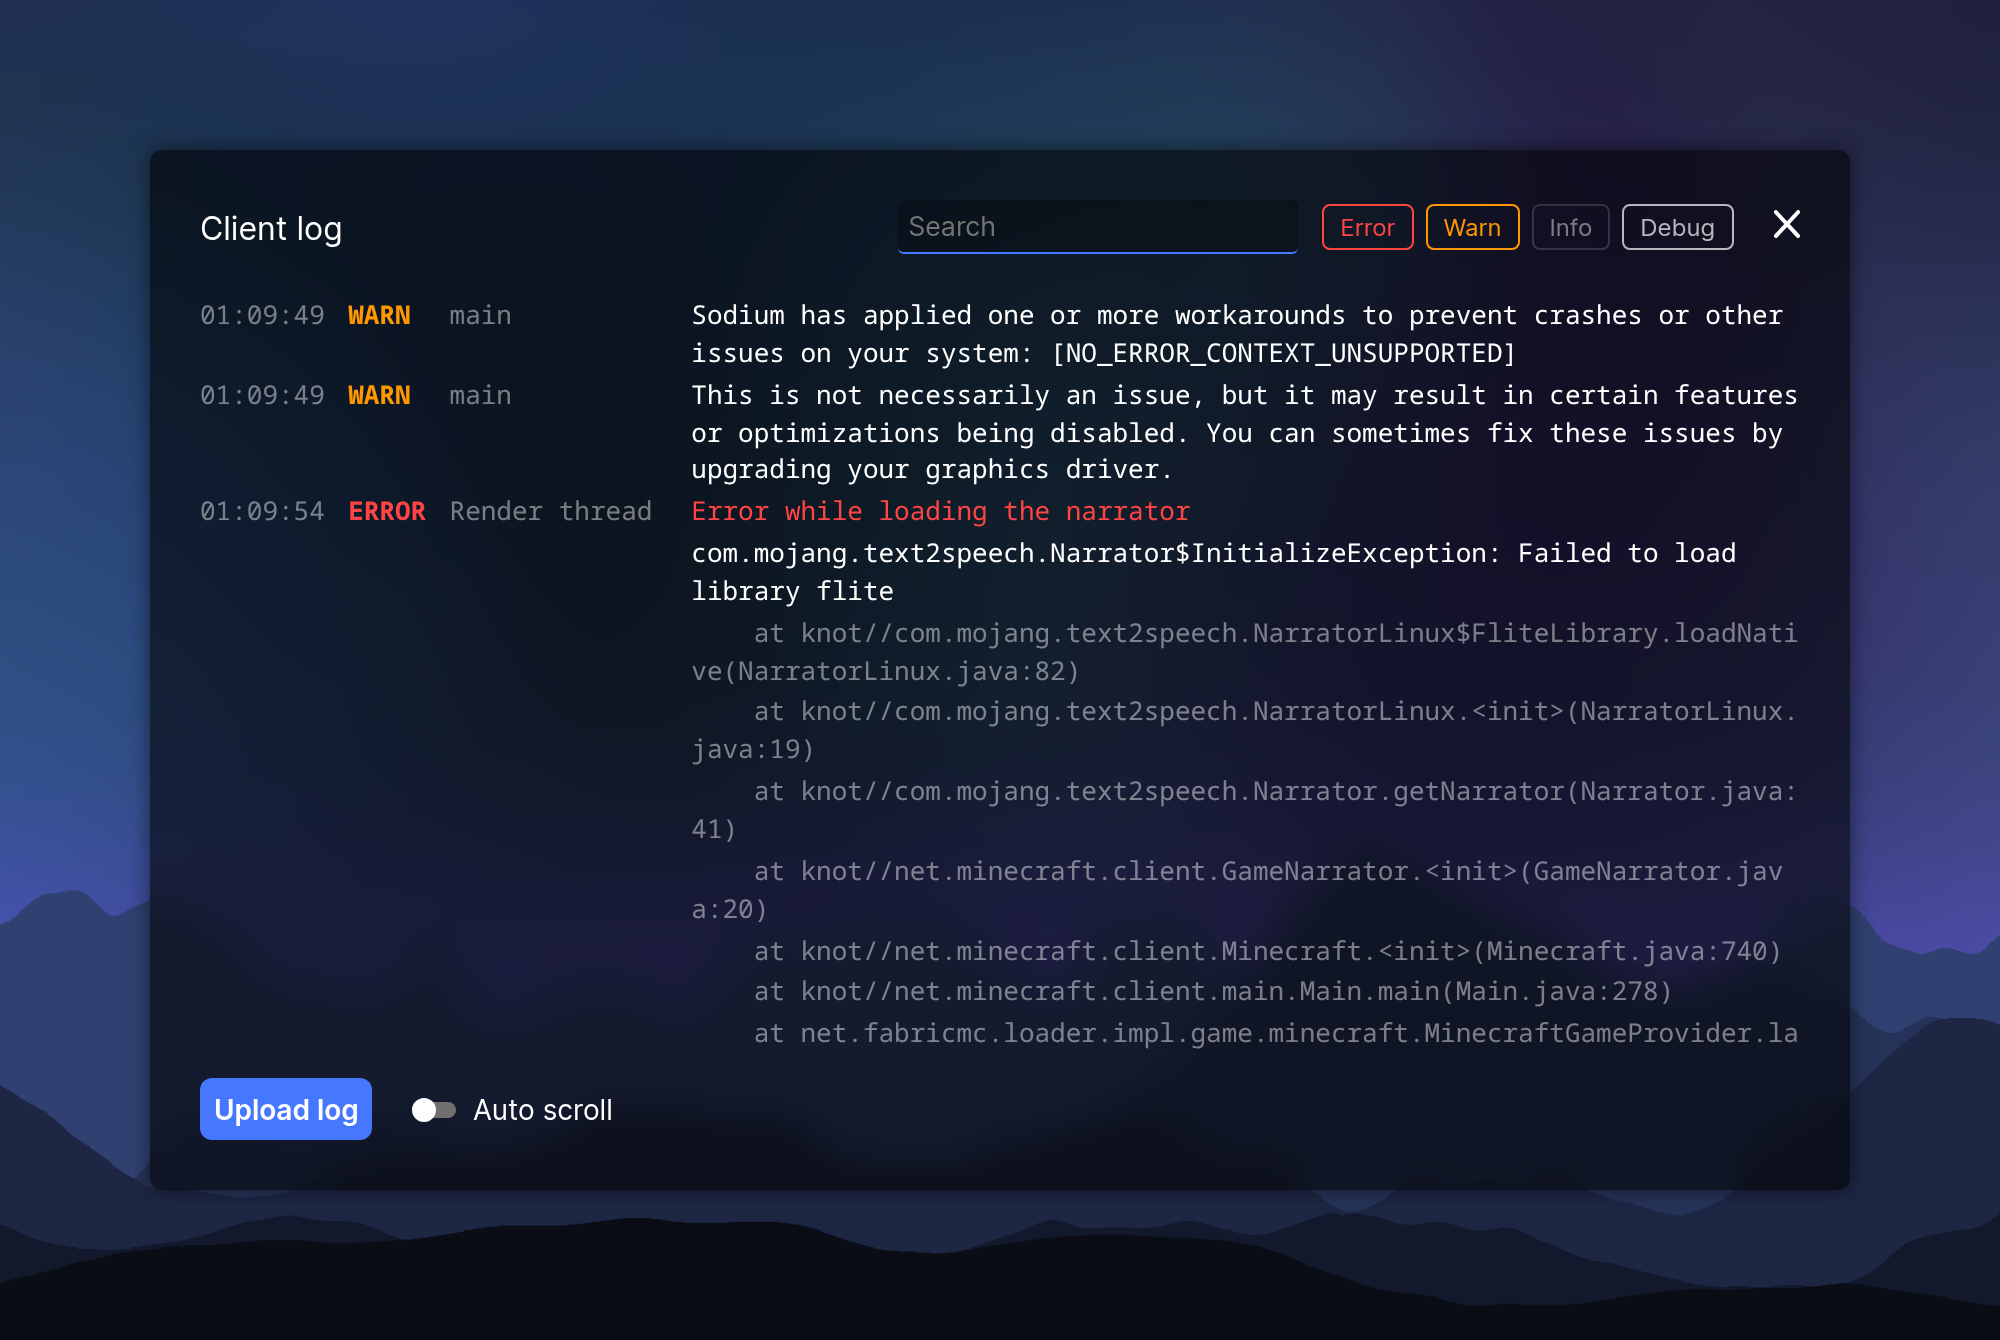 Client log
Search
Error
Warn
Info
Debug
01:09:49 WARN main Sodium has applied one or more workarounds to prevent crashes or other
issues on your system: [NO_ERROR_CONTEXT_UNSUPPORTED]
01:09:49 WARN main This is not necessarily an issue, but it may result in certain features
or optimizations being disabled. You can sometimes fix these issues by
upgrading your graphics driver.
01:09:54 ERROR Render thread Error while loading the narrator
com.mojang.text2speech.Narrator$InitializeException: Failed to load
library flite
at knot//com.mojang.text2speech.NarratorLinux$FliteLibrary.loadNati
ve(NarratorLinux.java:82)
at knot//com.mojang.text2speech.NarratorLinux.<init>(NarratorLinux.
java:19)
at knot//com.mojang.text2speech.Narrator.getNarrator(Narrator.java:
41)
at knot//net.minecraft.client.GameNarrator.<init>(GameNarrator.jav
a:20)
at knot//net.minecraft.client.Minecraft.<init>(Minecraft.java:740)
at knot//net.minecraft.client.main.Main.main(Main.java:278)
at net.fabricmc.loader.impl.game.minecraft.MinecraftGameProvider.la
Upload log
Auto scroll